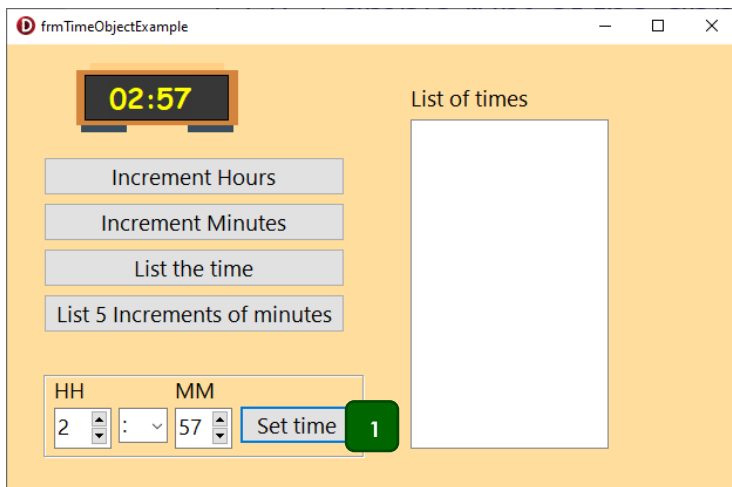 frmTimeObjectExample
02:57
List of times
Increment Hours
Increment Minutes
List the time
List 5 Increments of minutes
HH MM
2 : 57 Set time 1